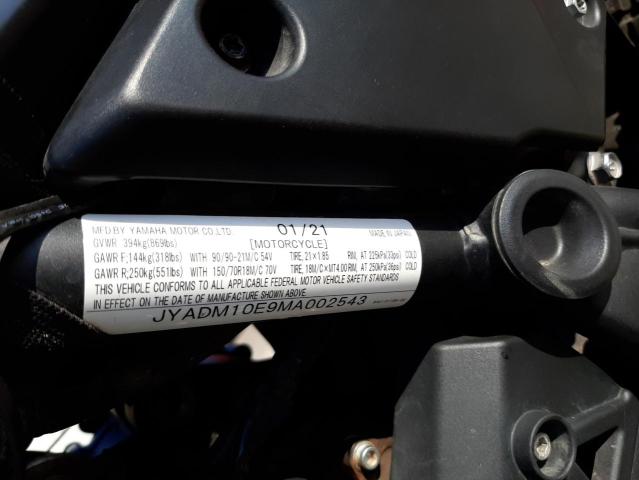 MFD.BY YAMAHA MOTOR CO.,LTD. 01/21 MADE IN JAPAN
GVWR 394kg(869lbs) [MOTORCYCLE]
GAWR F;144kg(318lbs) WITH 90/90-21M/C 54V TIRE, 21×1.85 RIM, AT 225kPa(33psi) COLD
GAWR R;250kg(551lbs) WITH 150/70R18M/C 70V TIRE, 18M/C×MT4.00 RIM, AT 250kPa(36psi) COLD
THIS VEHICLE CONFORMS TO ALL APPLICABLE FEDERAL MOTOR VEHICLE SAFETY STANDARDS
IN EFFECT ON THE DATE OF MANUFACTURE SHOWN ABOVE.
JYADM10E9MA002543